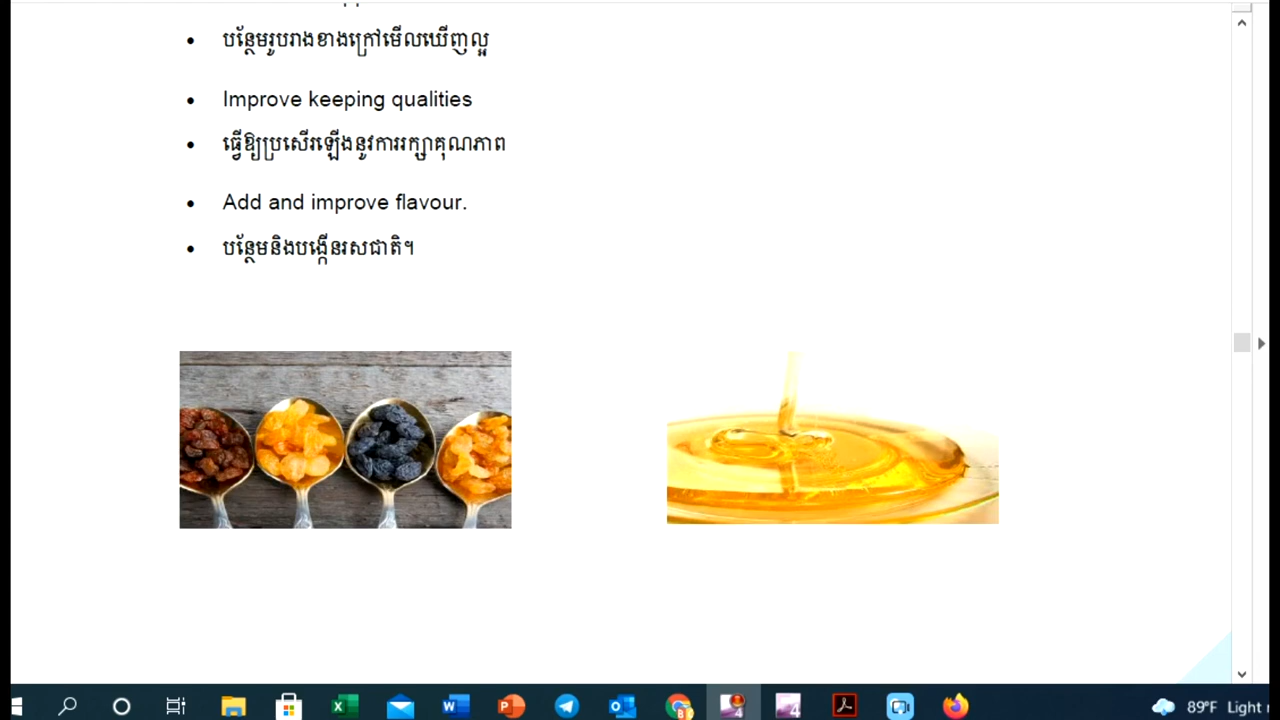 បន្ថែមរូបរាងខាងក្រៅមើលឃើញល្អ
Improve keeping qualities
ធ្វើឱ្យប្រសើរឡើងនូវការរក្សាគុណភាព
Add and improve flavour.
បន្ថែមនិងបង្កើនរសជាតិ។
89°F Light